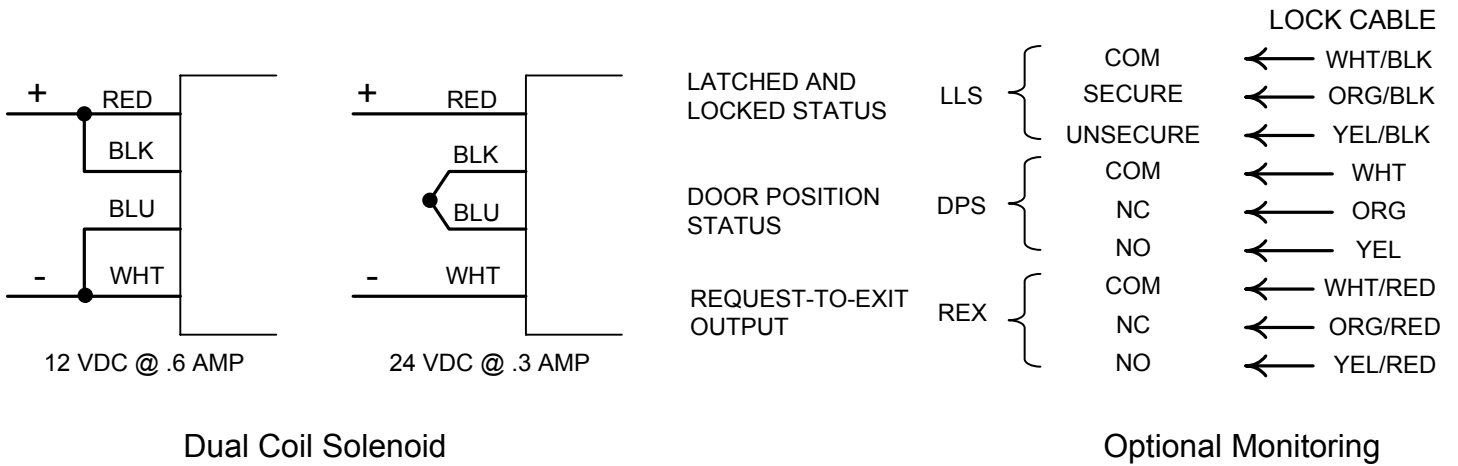 + RED
BLK
BLU
- WHT
12 VDC @ .6 AMP
+ RED
BLK
BLU
- WHT
24 VDC @ .3 AMP
Dual Coil Solenoid
LOCK CABLE
LATCHED AND
LOCKED STATUS
LLS
COM WHT/BLK
SECURE ORG/BLK
UNSECURE YEL/BLK
DOOR POSITION
STATUS
DPS
COM WHT
NC ORG
NO YEL
REQUEST-TO-EXIT
OUTPUT
REX
COM WHT/RED
NC ORG/RED
NO YEL/RED
Optional Monitoring